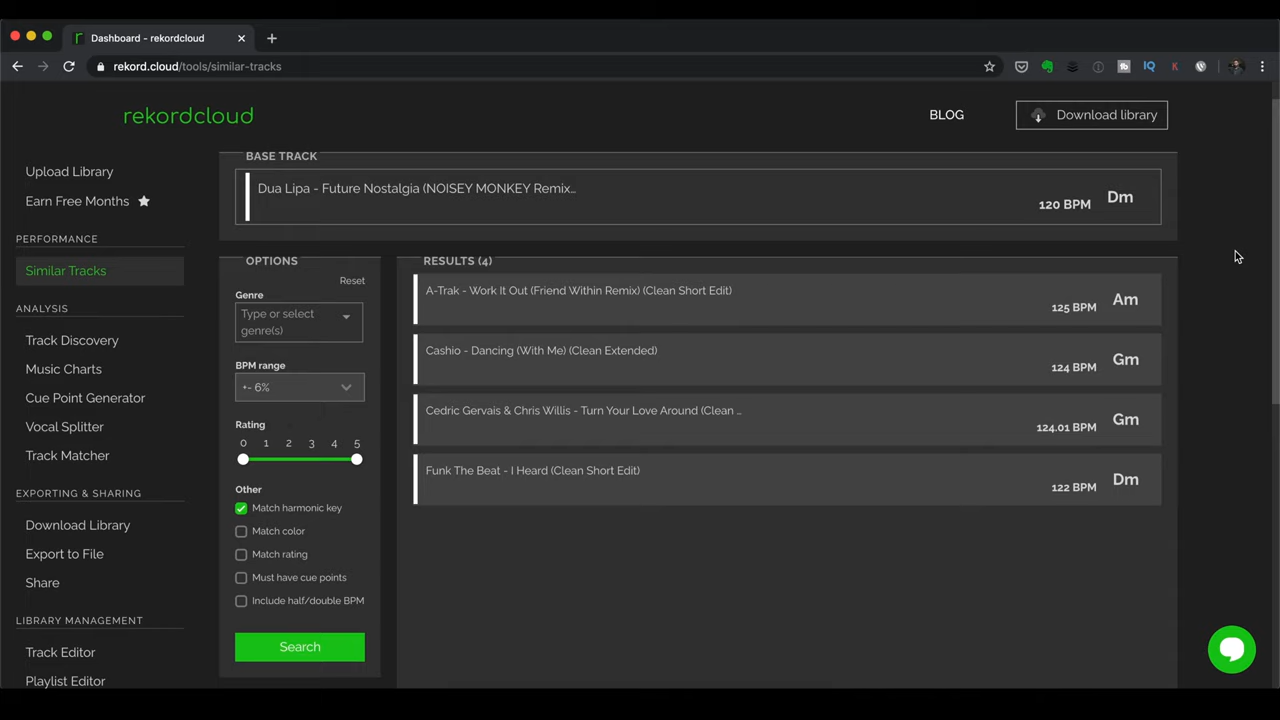 Dashboard - rekordcloud
rekord.cloud/tools/similar-tracks
rekordcloud
BLOG
Download library
Upload Library
Earn Free Months
PERFORMANCE
Similar Tracks
ANALYSIS
Track Discovery
Music Charts
Cue Point Generator
Vocal Splitter
Track Matcher
EXPORTING & SHARING
Download Library
Export to File
Share
LIBRARY MANAGEMENT
Track Editor
Playlist Editor
BASE TRACK
Dua Lipa - Future Nostalgia (NOISEY MONKEY Remix...
120 BPM
Dm
OPTIONS
Reset
Genre
Type or select
genre(s)
BPM range
+- 6%
Rating
0 1 2 3 4 5
Other
Match harmonic key
Match color
Match rating
Must have cue points
Include half/double BPM
Search
RESULTS (4)
A-Trak - Work It Out (Friend Within Remix) (Clean Short Edit)
125 BPM
Am
Cashio - Dancing (With Me) (Clean Extended)
124 BPM
Gm
Cedric Gervais & Chris Willis - Turn Your Love Around (Clean ...
124.01 BPM
Gm
Funk The Beat - I Heard (Clean Short Edit)
122 BPM
Dm